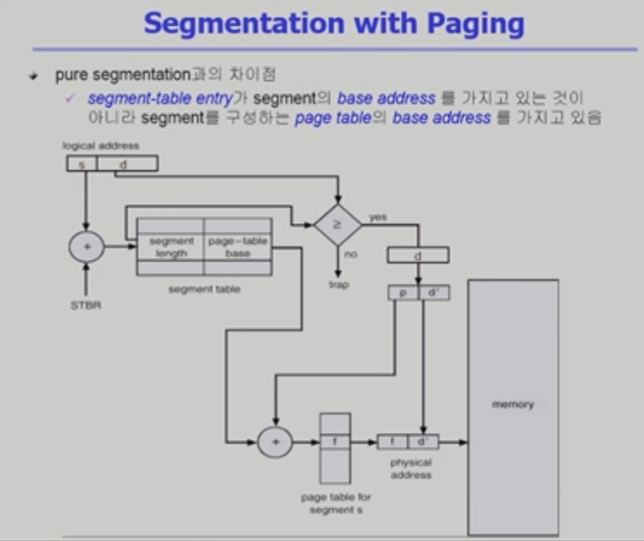 Segmentation with Paging
pure segmentation과의 차이점
segment-table entry가 segment의 base address 를 가지고 있는 것이
아니라 segment를 구성하는 page table의 base address 를 가지고 있음
logical address
s d
≥
yes
+
segment length
page-table base
no
d
segment table
trap
STBR
p d'
memory
+
f
f d'
physical
address
page table for
segment s